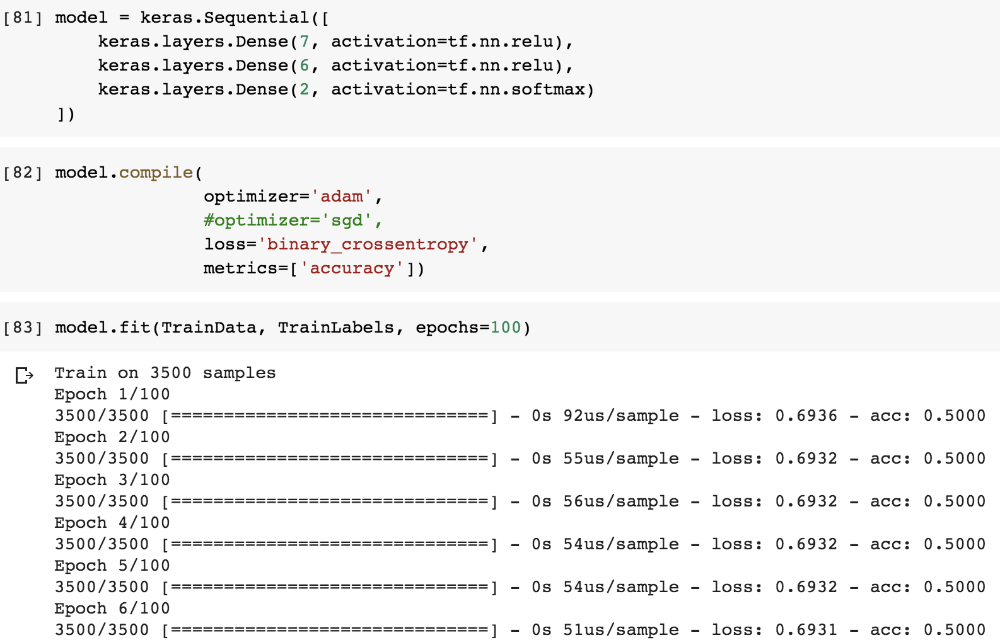 [81] model = keras.Sequential([
keras.layers.Dense(7, activation=tf.nn.relu),
keras.layers.Dense(6, activation=tf.nn.relu),
keras.layers.Dense(2, activation=tf.nn.softmax)
])
[82] model.compile(
optimizer='adam',
#optimizer='sgd',
loss='binary_crossentropy',
metrics=['accuracy'])
[83] model.fit(TrainData, TrainLabels, epochs=100)
Train on 3500 samples
Epoch 1/100
3500/3500 [==============================] - 0s 92us/sample - loss: 0.6936 - acc: 0.5000
Epoch 2/100
3500/3500 [==============================] - 0s 55us/sample - loss: 0.6932 - acc: 0.5000
Epoch 3/100
3500/3500 [==============================] - 0s 56us/sample - loss: 0.6932 - acc: 0.5000
Epoch 4/100
3500/3500 [==============================] - 0s 54us/sample - loss: 0.6932 - acc: 0.5000
Epoch 5/100
3500/3500 [==============================] - 0s 54us/sample - loss: 0.6932 - acc: 0.5000
Epoch 6/100
3500/3500 [==============================] - 0s 51us/sample - loss: 0.6931 - acc: 0.5000